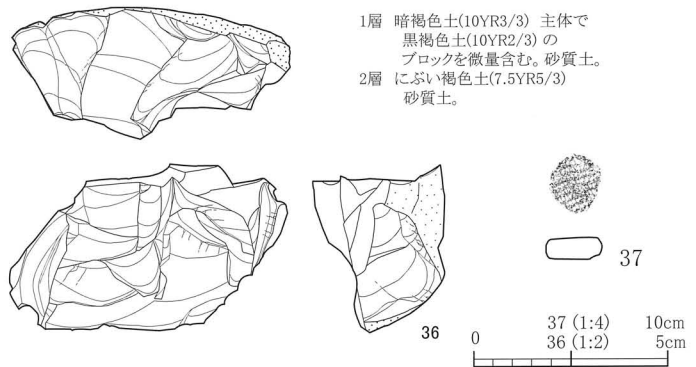 1層 暗褐色土(10YR3/3) 主体で
黒褐色土(10YR2/3) の
ブロックを微量含む。砂質土。
2層 にぶい褐色土(7.5YR5/3)
砂質土。
37
36
37 (1:4) 10cm
0 36 (1:2) 5cm